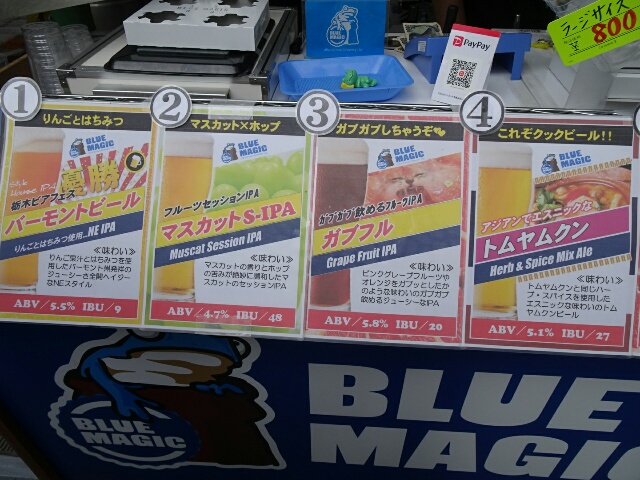 ラージサイズ
¥800
PayPay
BLUE MAGIC
1
りんごとはちみつ
BLUE MAGIC
優勝
栃木ビアフェス
バーモントビール
りんごとはちみつ使用..NE IPA
≪味わい≫
りんご果汁とはちみつを使
用したバーモント州発祥の
ジューシーさ全開ヘイジー
なNEスタイル
ABV / 5.5% IBU / 9
2
マスカット×ホップ
BLUE MAGIC
フルーツセッションIPA
マスカットS-IPA
Muscat Session IPA
≪味わい≫
マスカットの香りとホップ
の苦みが絶妙に調和したマ
スカットのセッションIPA
ABV / 4.7% IBU / 48
3
ガブガブしちゃうぞ
BLUE MAGIC
ガブガブ飲めるフルーツIPA
ガブフル
Grape Fruit IPA
≪味わい≫
ピンクグレープフルーツや
オレンジをガブッとしたか
のような味わいのガブガブ
飲めるジューシーなIPA
ABV / 5.8% IBU / 20
4
これぞクックビール!!
BLUE MAGIC
アジアンでエスニックな
トムヤムクン
Herb & Spice Mix Ale
≪味わい≫
トムヤムクンと同じハー
ブ・スパイスを使用した
エスニックな味わいのトム
ヤムクンビール
ABV / 5.1% IBU / 27
BLUE
MAGIC
BLUE
MAGIC